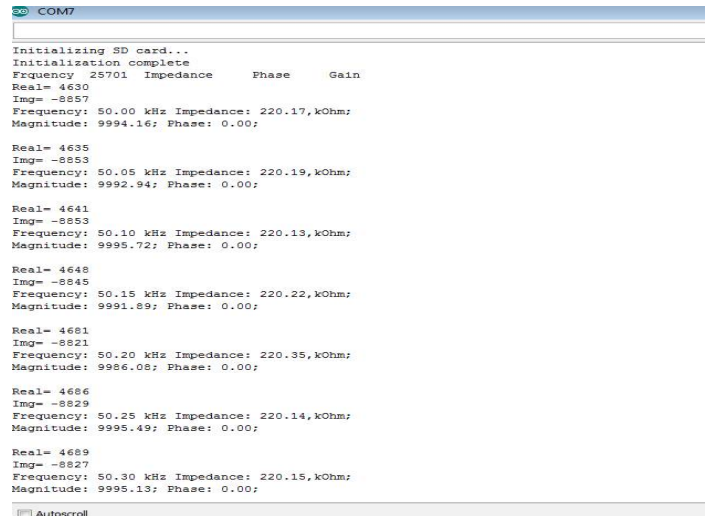 COM7
Initializing SD card...
Initialization complete
Frquency 25701 Impedance Phase Gain
Real= 4630
Img= -8857
Frequency: 50.00 kHz Impedance: 220.17,kOhm;
Magnitude: 9994.16; Phase: 0.00;
Real= 4635
Img= -8853
Frequency: 50.05 kHz Impedance: 220.19,kOhm;
Magnitude: 9992.94; Phase: 0.00;
Real= 4641
Img= -8853
Frequency: 50.10 kHz Impedance: 220.13,kOhm;
Magnitude: 9995.72; Phase: 0.00;
Real= 4648
Img= -8845
Frequency: 50.15 kHz Impedance: 220.22,kOhm;
Magnitude: 9991.89; Phase: 0.00;
Real= 4681
Img= -8821
Frequency: 50.20 kHz Impedance: 220.35,kOhm;
Magnitude: 9986.08; Phase: 0.00;
Real= 4686
Img= -8829
Frequency: 50.25 kHz Impedance: 220.14,kOhm;
Magnitude: 9995.49; Phase: 0.00;
Real= 4689
Img= -8827
Frequency: 50.30 kHz Impedance: 220.15,kOhm;
Magnitude: 9995.13; Phase: 0.00;
Autoscroll